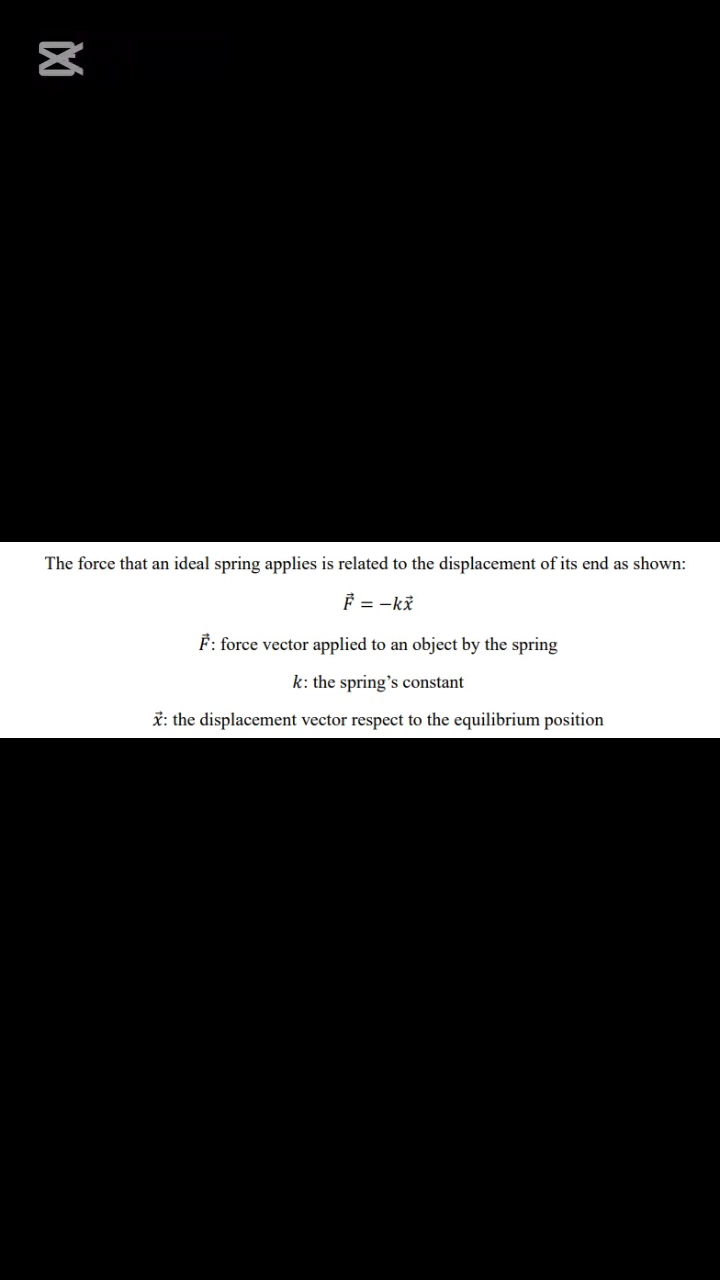 The force that an ideal spring applies is related to the displacement of its end as shown:
F⃗ = −kx⃗
F⃗: force vector applied to an object by the spring
k: the spring’s constant
x⃗: the displacement vector respect to the equilibrium position